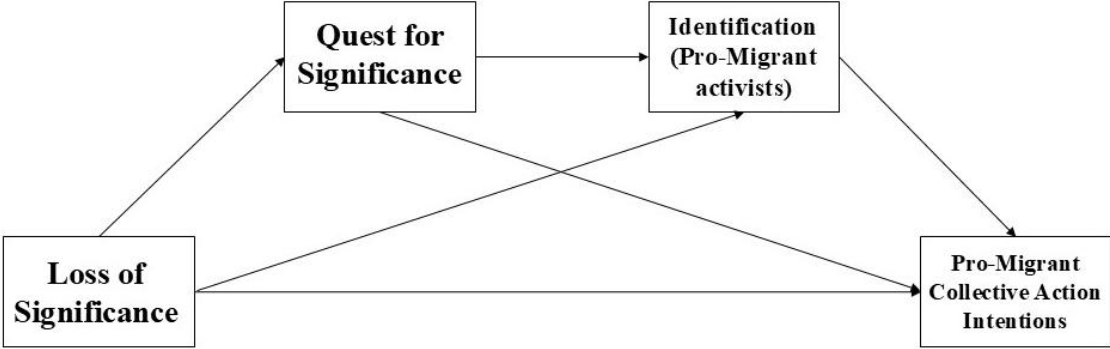 Quest for
Significance
Identification
(Pro-Migrant
activists)
Loss of
Significance
Pro-Migrant
Collective Action
Intentions